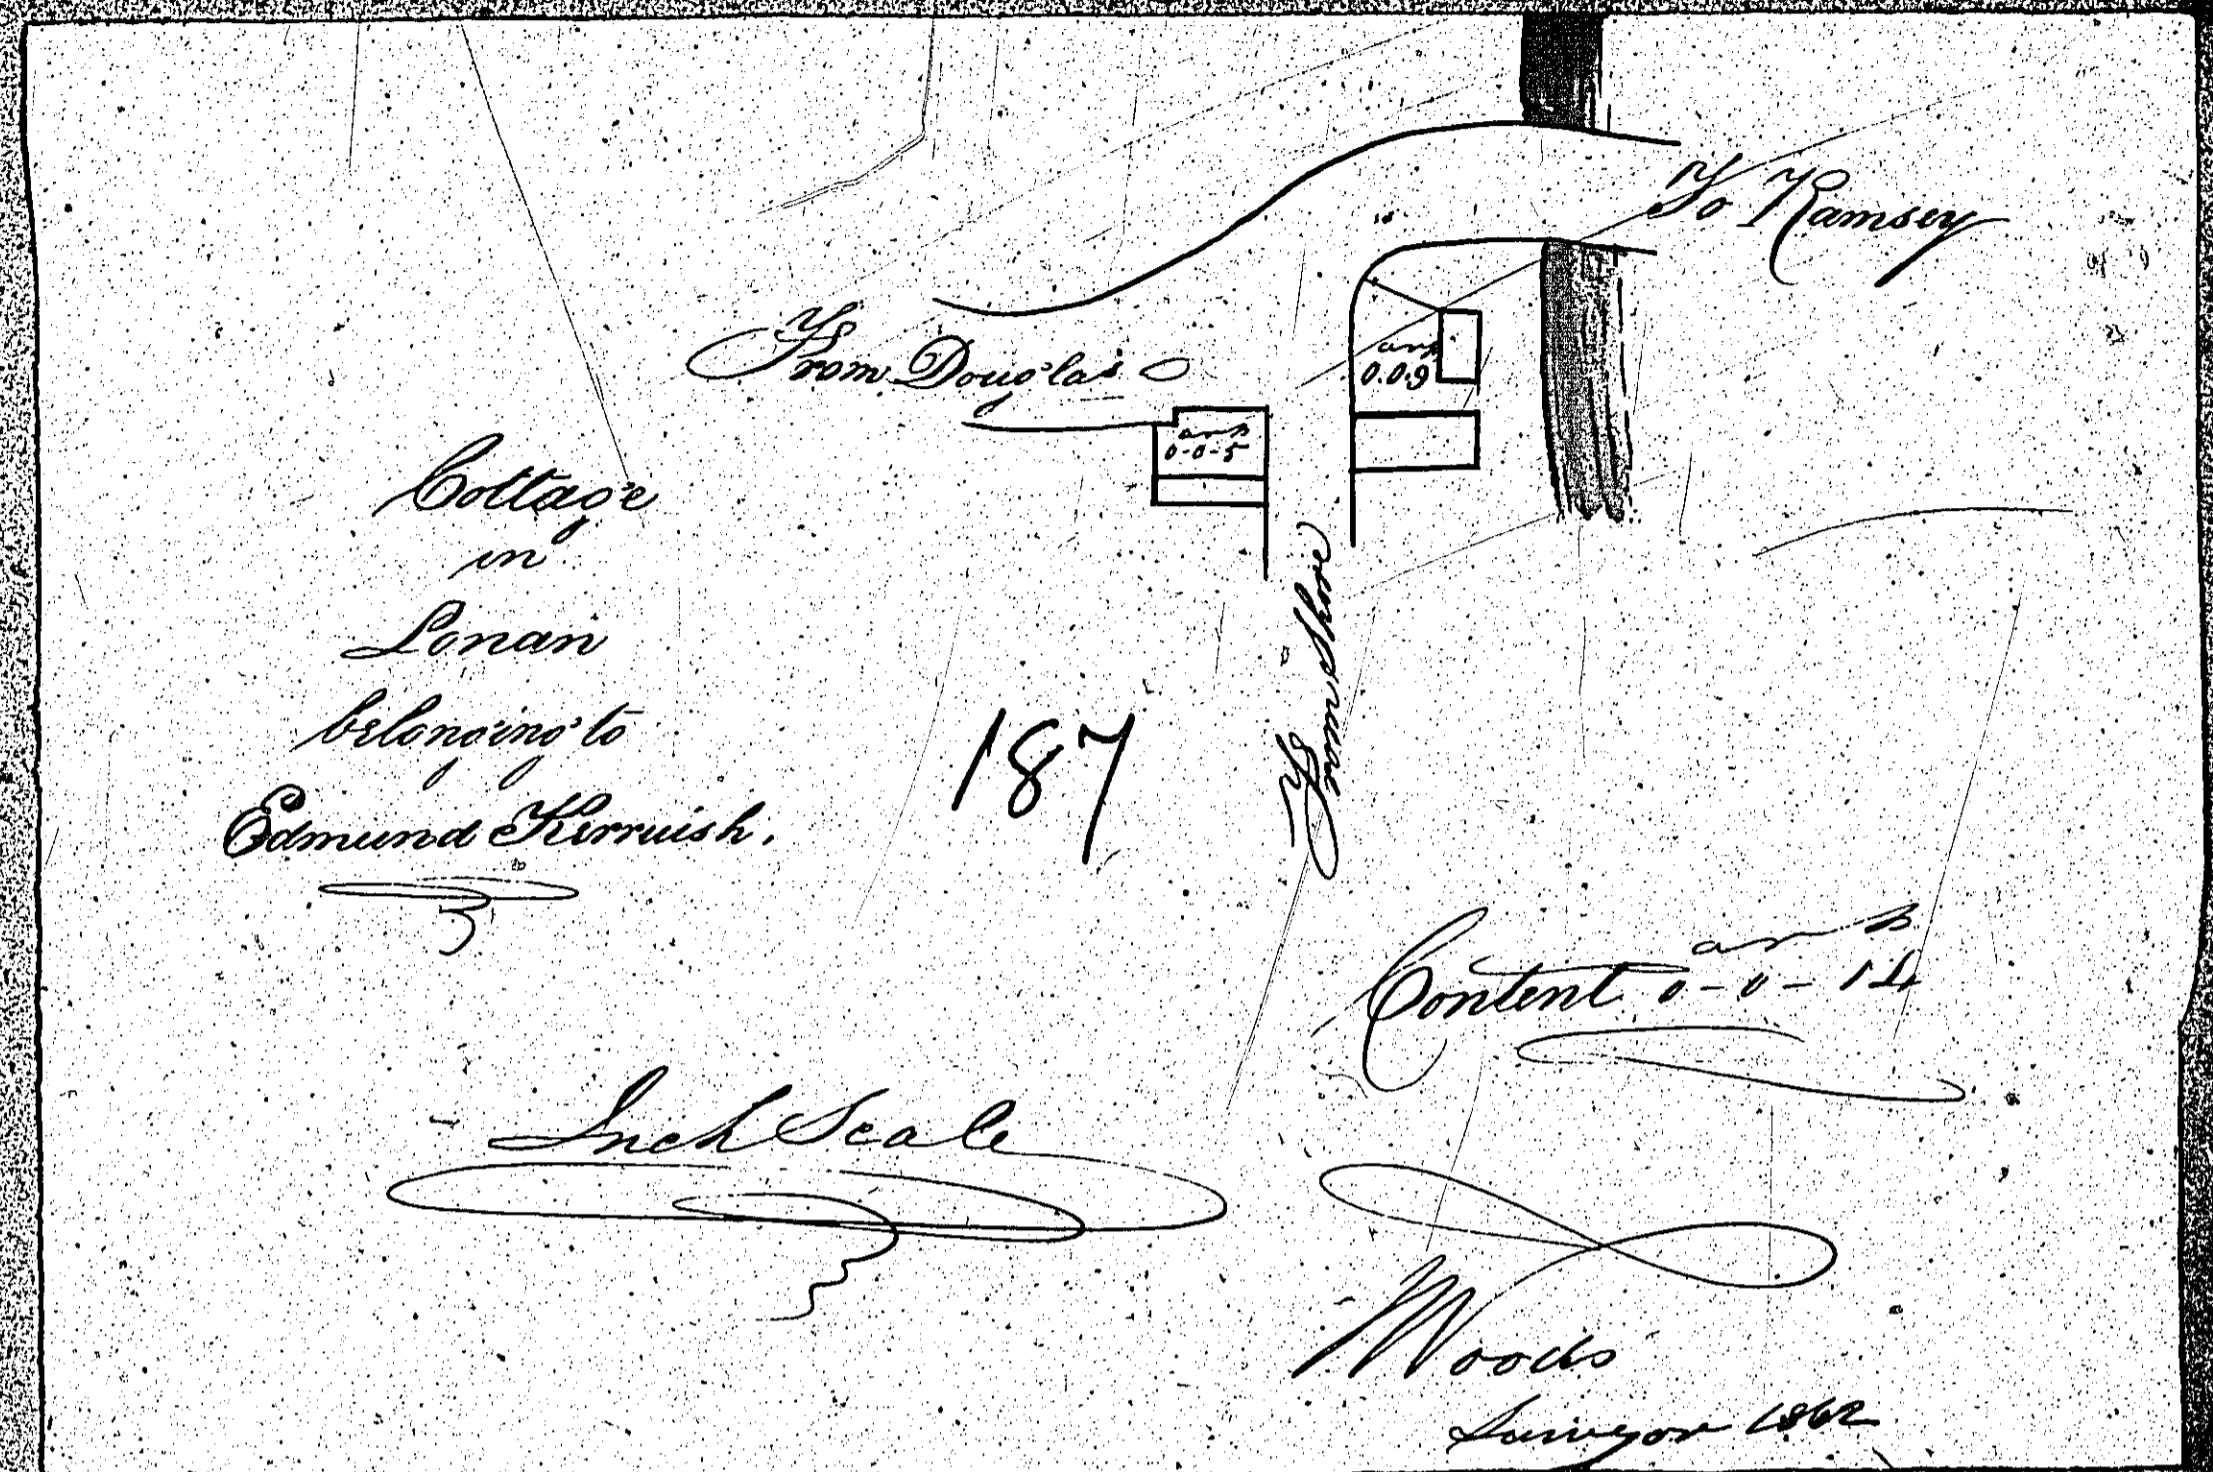 To Ramsey
From Douglas
a r p
0.0.9
a r p
0-0-5
Cottage
in
Lonan
belonging to
Edmund Kerruish.
187
From Shore
a r p
Content 0-0-14
Inch Scale
Woods
Surveyor 1862